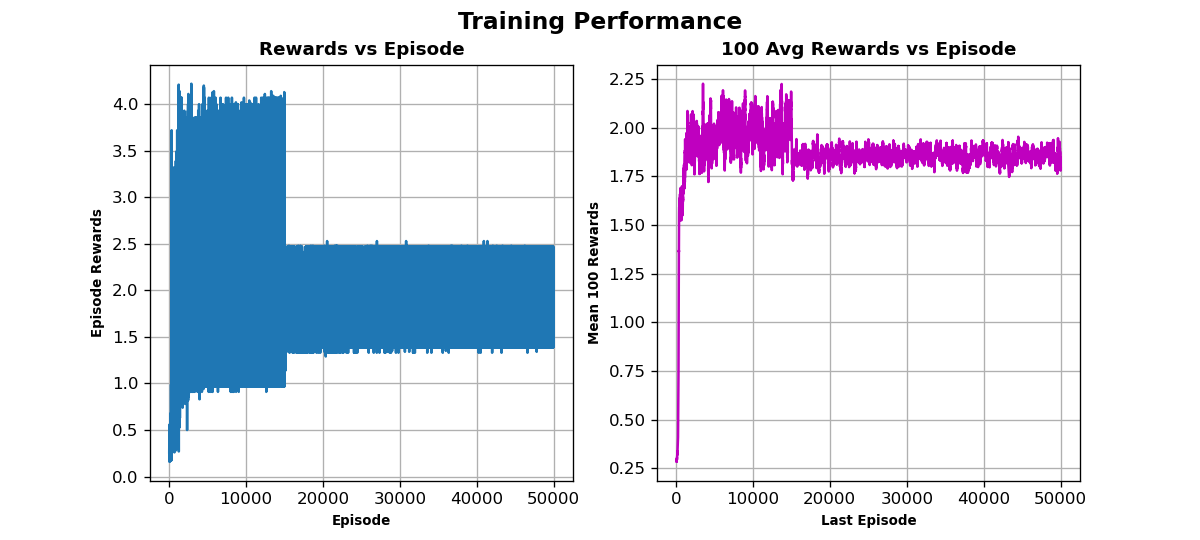 Training Performance
Rewards vs Episode
Episode Rewards
4.0
3.5
3.0
2.5
2.0
1.5
1.0
0.5
0.0
0 10000 20000 30000 40000 50000
Episode
100 Avg Rewards vs Episode
Mean 100 Rewards
2.25
2.00
1.75
1.50
1.25
1.00
0.75
0.50
0.25
0 10000 20000 30000 40000 50000
Last Episode